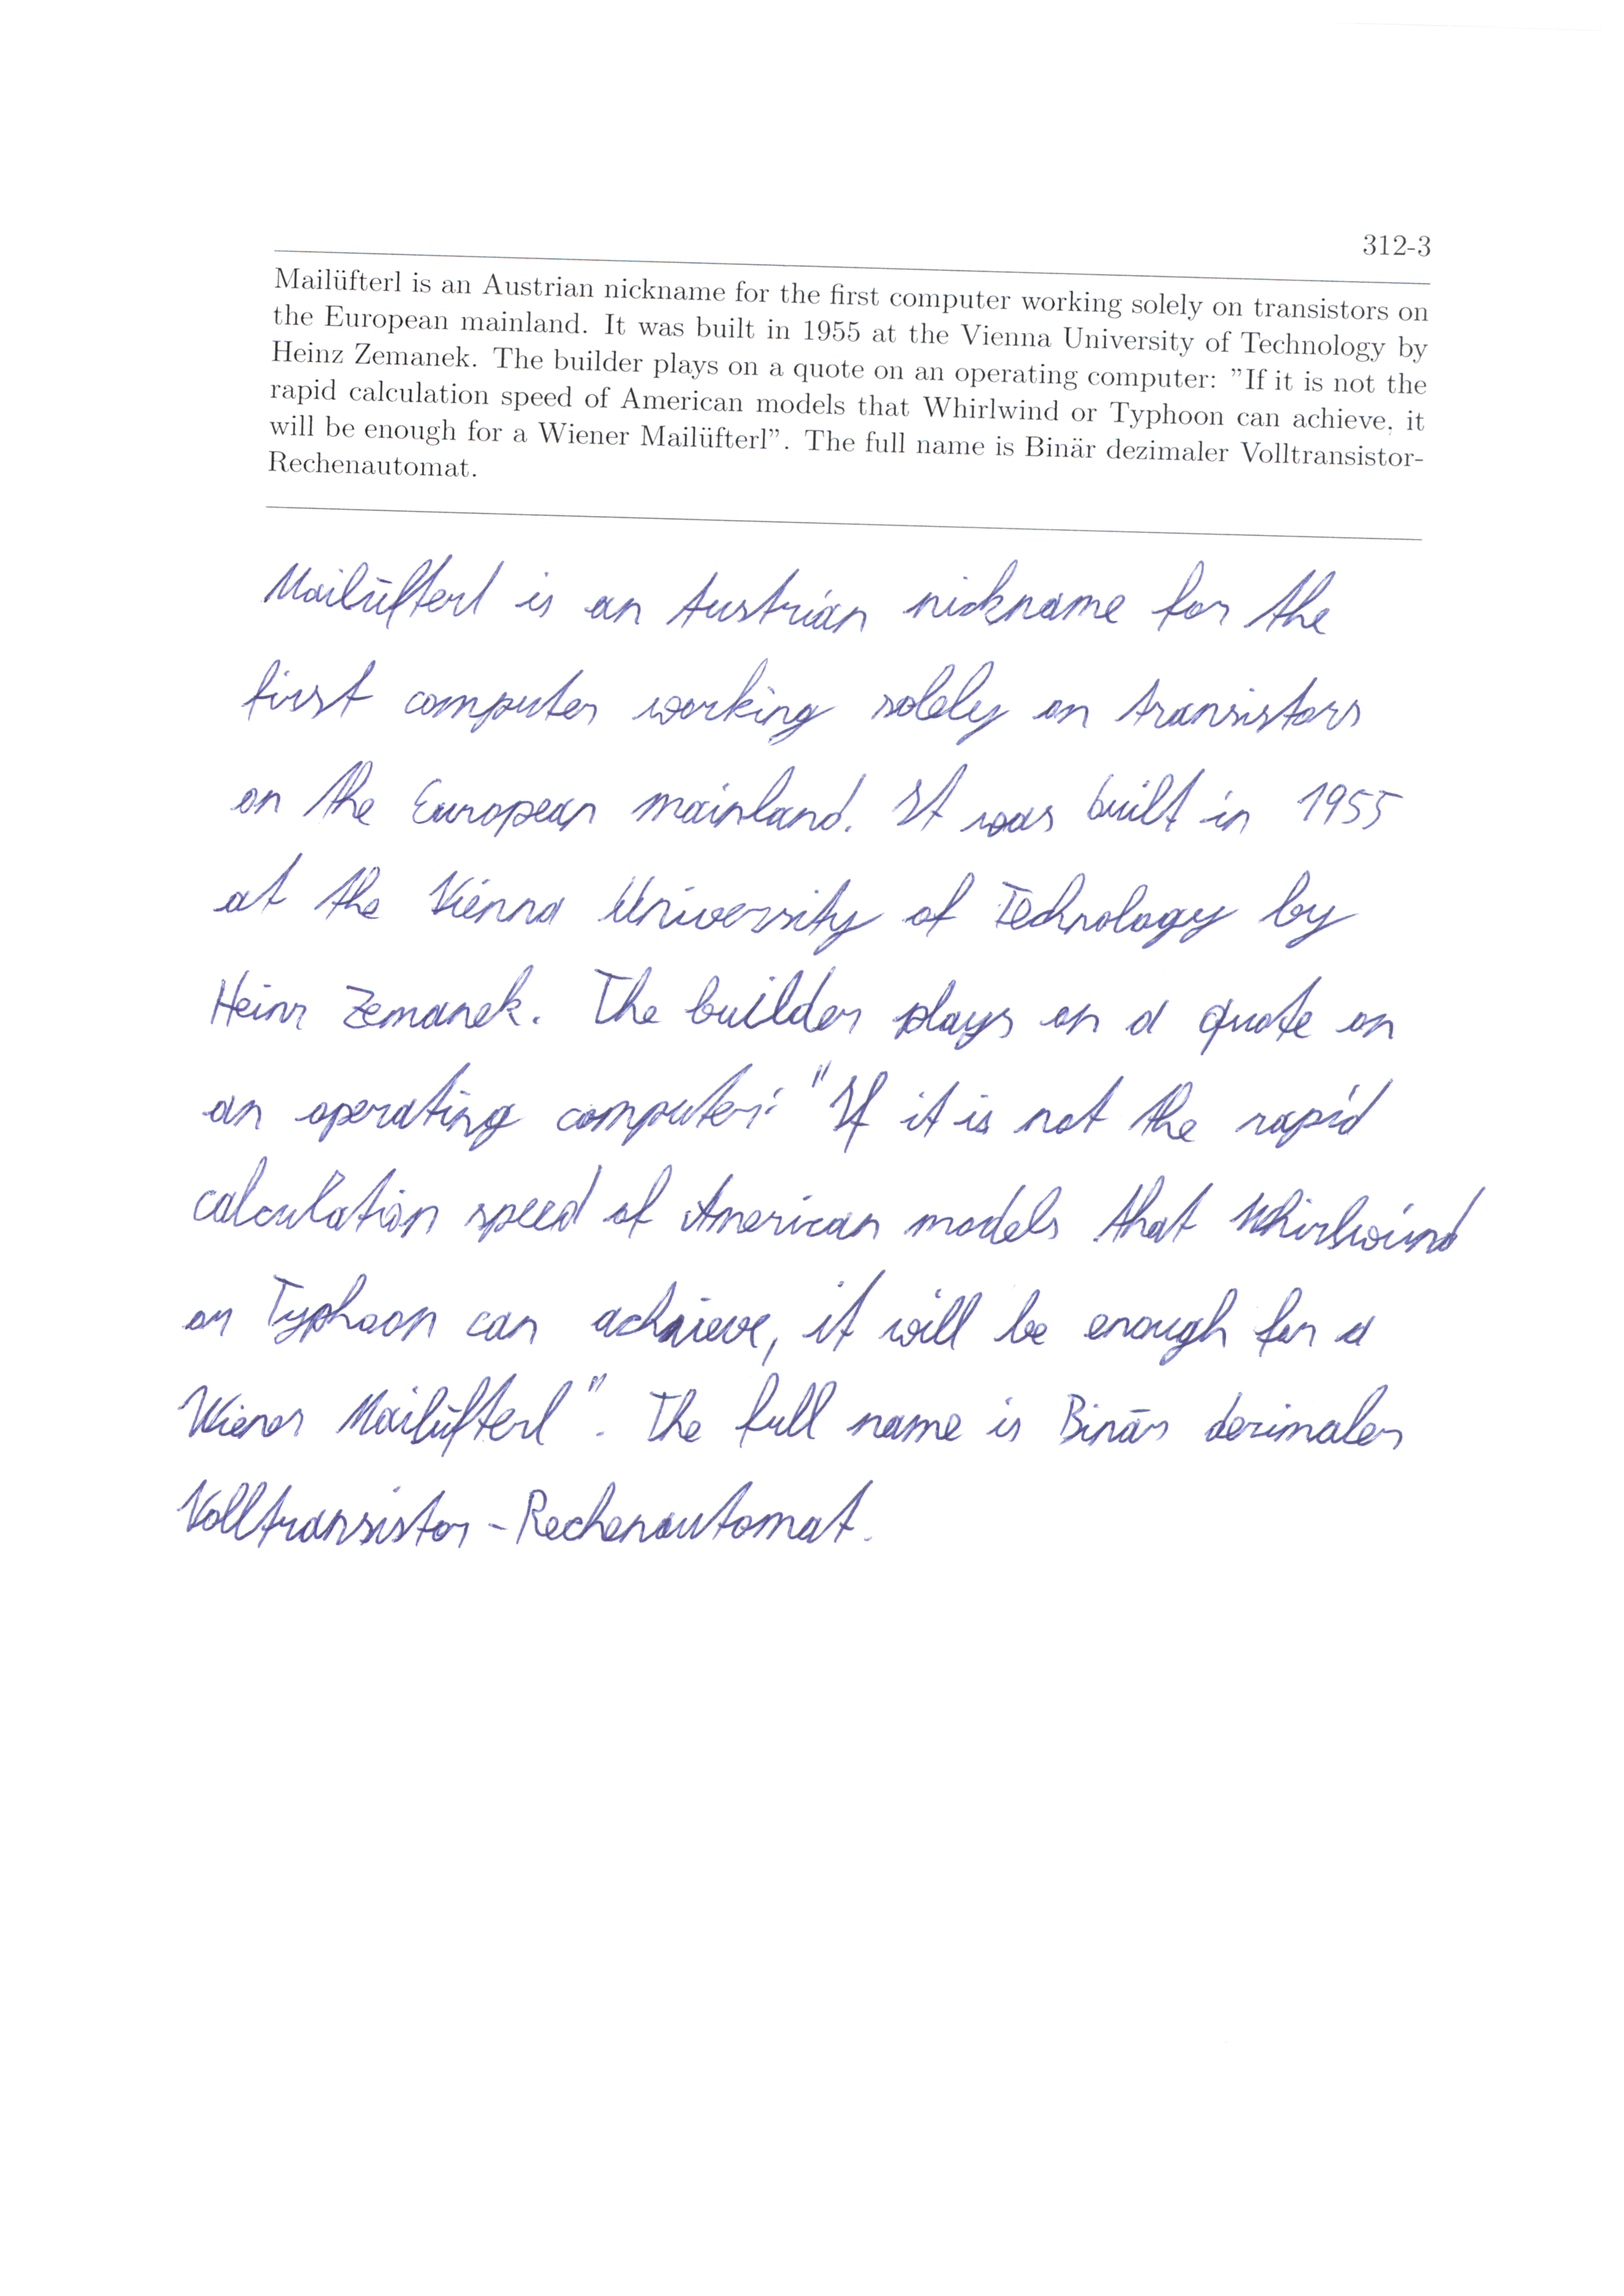 312-3
Mailüfterl is an Austrian nickname for the first computer working solely on transistors on
the European mainland. It was built in 1955 at the Vienna University of Technology by
Heinz Zemanek. The builder plays on a quote on an operating computer: ”If it is not the
rapid calculation speed of American models that Whirlwind or Typhoon can achieve, it
will be enough for a Wiener Mailüfterl”. The full name is Binär dezimaler Volltransistor-
Rechenautomat.
Mailüfterl is an Austrian nickname for the
first computer working solely on transistors
on the European mainland. It was built in 1955
at the Vienna University of Technology by
Heinz Zemanek. The builder plays on a quote on
an operating computer: "If it is not the rapid
calculation speed of American models that Whirlwind
or Typhoon can achieve, it will be enough for a
Wiener Mailüfterl". The full name is Binär dezimaler
Volltransistor-Rechenautomat.